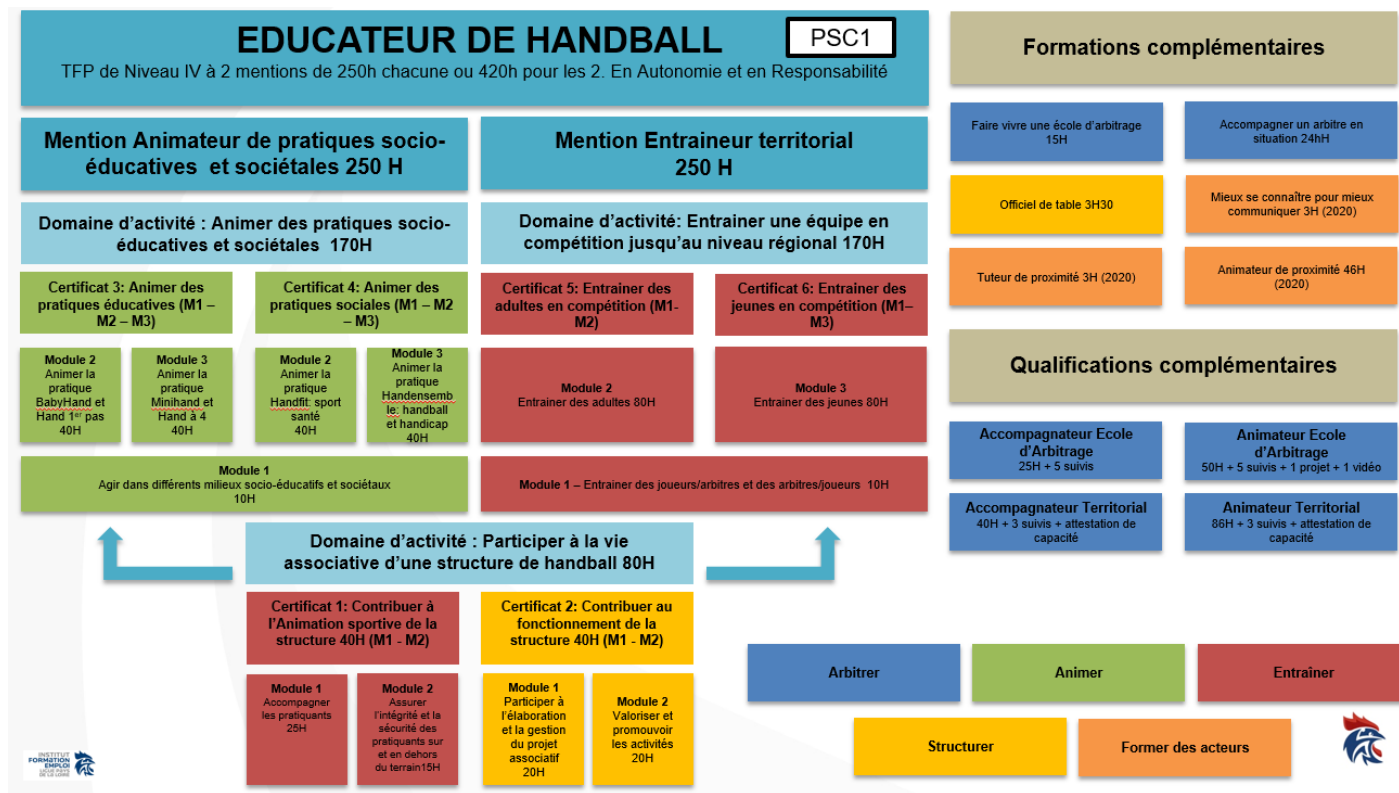 EDUCATEUR DE HANDBALL
PSC1
TFP de Niveau IV à 2 mentions de 250h chacune ou 420h pour les 2. En Autonomie et en Responsabilité
Mention Animateur de pratiques socio-
éducatives et sociétales 250 H
Mention Entraineur territorial
250 H
Domaine d'activité : Animer des pratiques socio-
éducatives et sociétales 170H
Domaine d'activité: Entrainer une équipe en
compétition jusqu'au niveau régional 170H
Certificat 3: Animer des
pratiques éducatives (M1 –
M2 – M3)
Certificat 4: Animer des
pratiques sociales (M1 – M2
– M3)
Certificat 5: Entrainer des
adultes en compétition (M1-
M2)
Certificat 6: Entrainer des
jeunes en compétition (M1–
M3)
Module 2
Animer la
pratique
BabyHand et
Hand 1er pas
40H
Module 3
Animer la
pratique
Minihand et
Hand à 4
40H
Module 2
Animer la
pratique
Handfit: sport
santé
40H
Module 3
Animer la
pratique
Handensemb
le: handball
et handicap
40H
Module 2
Entrainer des adultes 80H
Module 3
Entrainer des jeunes 80H
Module 1
Agir dans différents milieux socio-éducatifs et sociétaux
10H
Module 1 – Entrainer des joueurs/arbitres et des arbitres/joueurs 10H
Domaine d'activité : Participer à la vie
associative d'une structure de handball 80H
Certificat 1: Contribuer à
l'Animation sportive de la
structure 40H (M1 - M2)
Certificat 2: Contribuer au
fonctionnement de la
structure 40H (M1 - M2)
Module 1
Accompagner
les pratiquants
25H
Module 2
Assurer
l'intégrité et la
sécurité des
pratiquants sur
et en dehors
du terrain15H
Module 1
Participer à
l'élaboration
et la gestion
du projet
associatif
20H
Module 2
Valoriser et
promouvoir
les activités
20H
INSTITUT
FORMATION
EMPLOI
LIGUE PAYS
DE LA LOIRE
Formations complémentaires
Faire vivre une école d'arbitrage
15H
Accompagner un arbitre en
situation 24hH
Officiel de table 3H30
Mieux se connaître pour mieux
communiquer 3H (2020)
Tuteur de proximité 3H (2020)
Animateur de proximité 46H
(2020)
Qualifications complémentaires
Accompagnateur Ecole
d'Arbitrage
25H + 5 suivis
Animateur Ecole
d'Arbitrage
50H + 5 suivis + 1 projet + 1 vidéo
Accompagnateur Territorial
40H + 3 suivis + attestation de
capacité
Animateur Territorial
86H + 3 suivis + attestation de
capacité
Arbitrer
Animer
Entraîner
Structurer
Former des acteurs